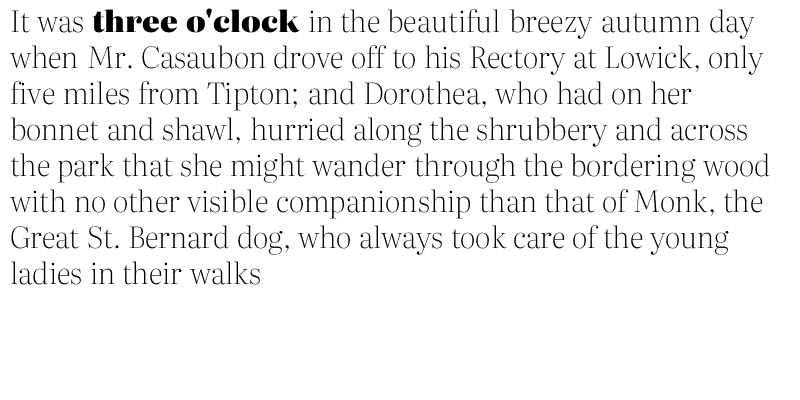 It was three o'clock in the beautiful breezy autumn day
when Mr. Casaubon drove off to his Rectory at Lowick, only
five miles from Tipton; and Dorothea, who had on her
bonnet and shawl, hurried along the shrubbery and across
the park that she might wander through the bordering wood
with no other visible companionship than that of Monk, the
Great St. Bernard dog, who always took care of the young
ladies in their walks